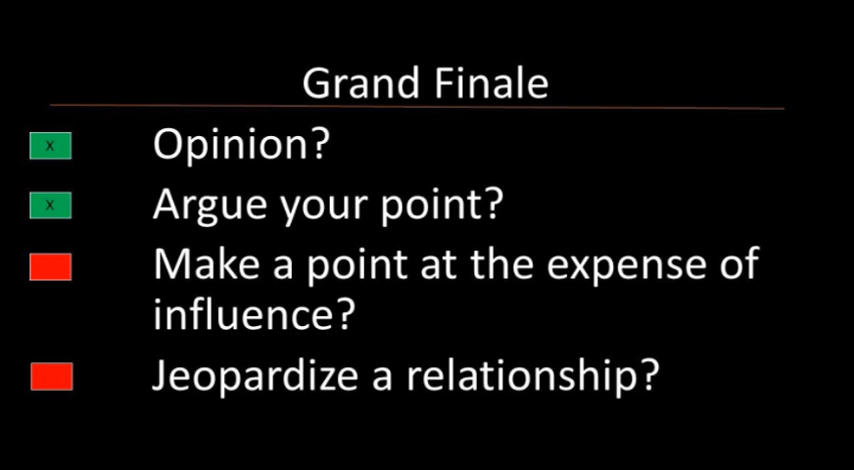 Grand Finale
X Opinion?
X Argue your point?
Make a point at the expense of
influence?
Jeopardize a relationship?